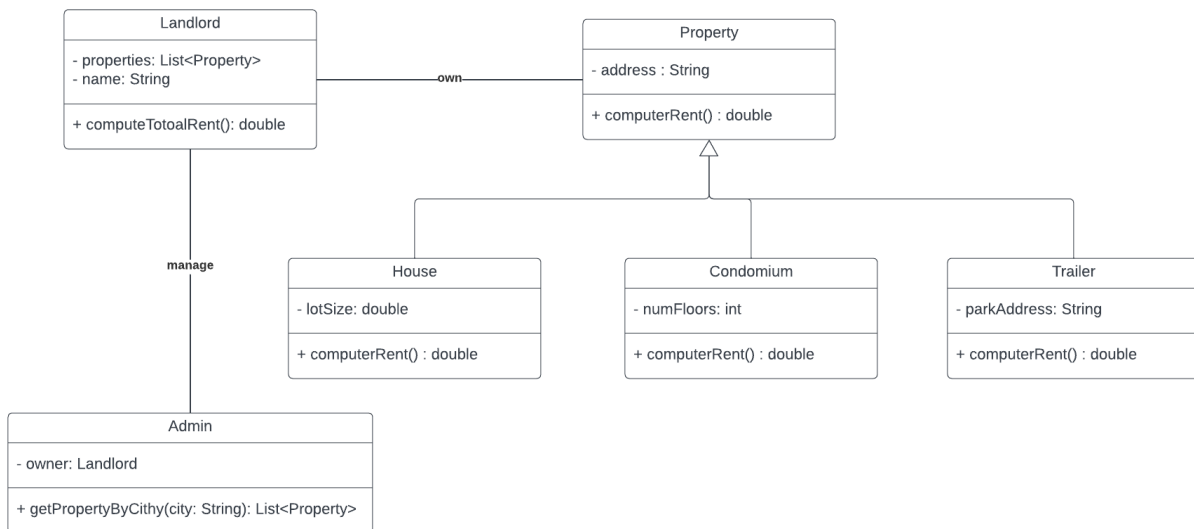 Landlord
- properties: List<Property>
- name: String
+ computeTotoalRent(): double
own
Property
- address : String
+ computerRent() : double
manage
House
- lotSize: double
+ computerRent() : double
Condomium
- numFloors: int
+ computerRent() : double
Trailer
- parkAddress: String
+ computerRent() : double
Admin
- owner: Landlord
+ getPropertyByCithy(city: String): List<Property>